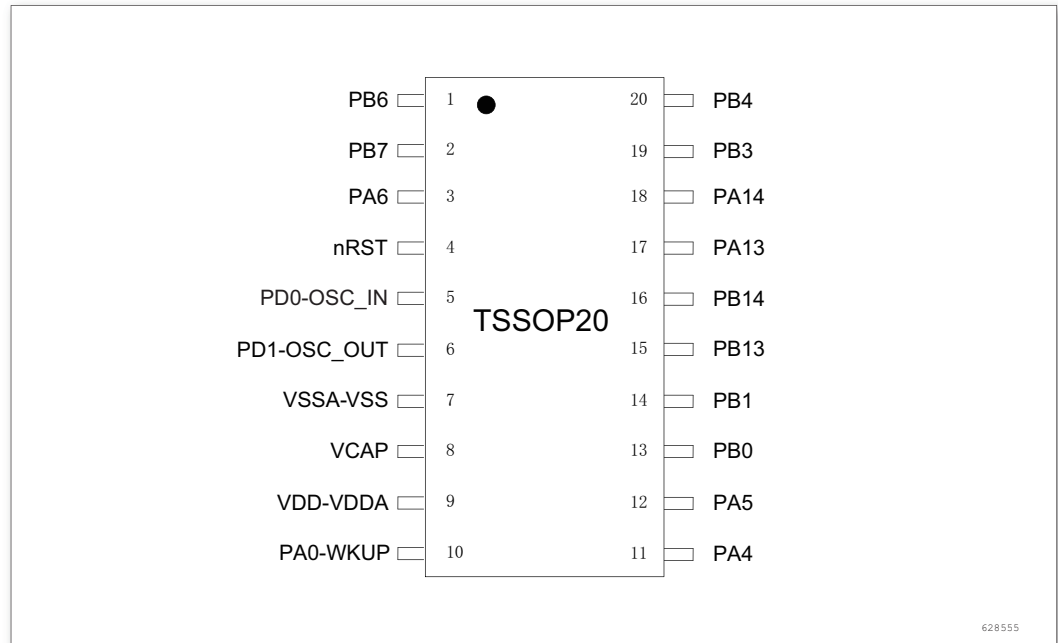 PB6 1 20 PB4
PB7 2 19 PB3
PA6 3 18 PA14
nRST 4 17 PA13
PD0-OSC_IN 5 16 PB14
TSSOP20
PD1-OSC_OUT 6 15 PB13
VSSA-VSS 7 14 PB1
VCAP 8 13 PB0
VDD-VDDA 9 12 PA5
PA0-WKUP 10 11 PA4
628555